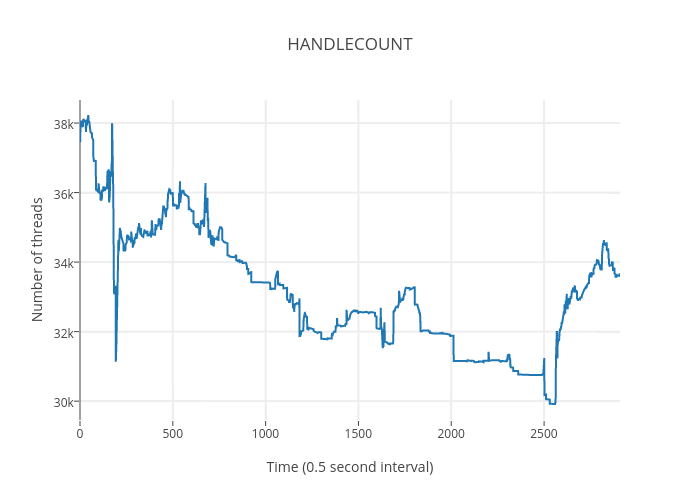 HANDLECOUNT
Number of threads
38k
36k
34k
32k
30k
0 500 1000 1500 2000 2500
Time (0.5 second interval)